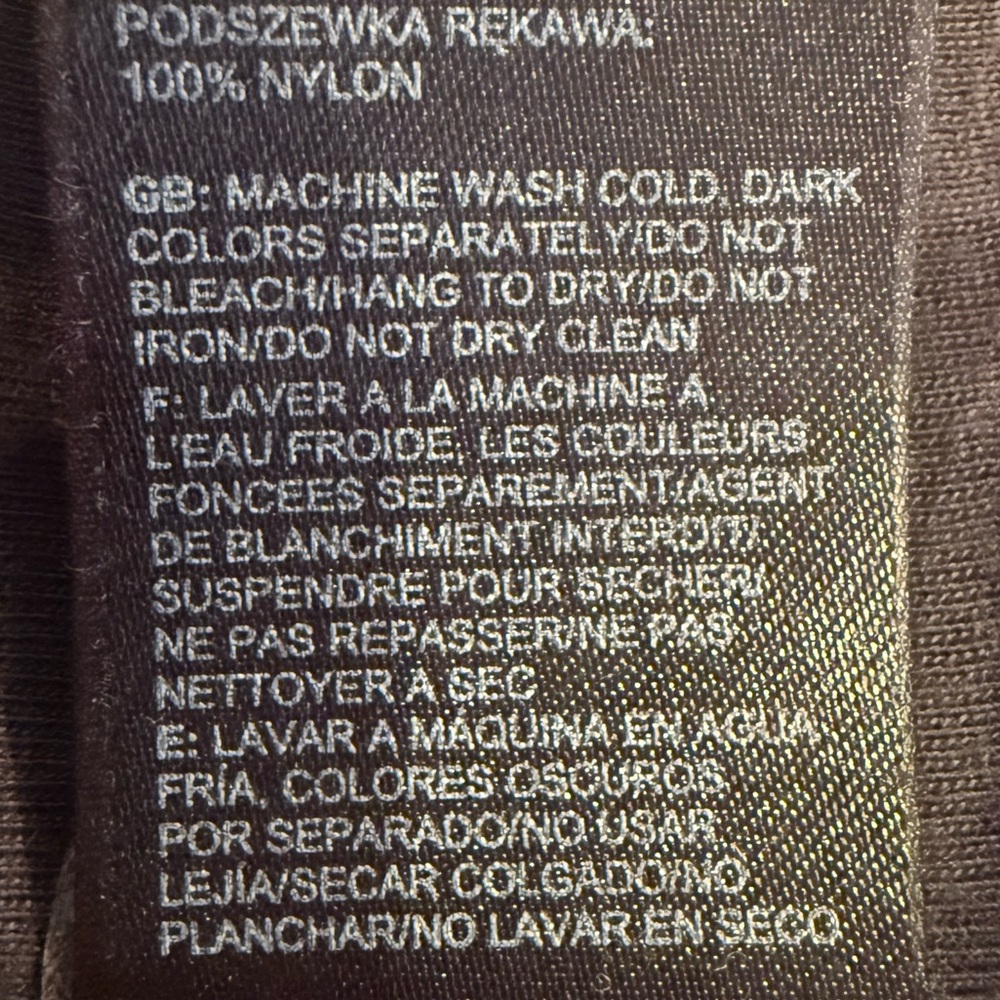 PODSZEWKA RĘKAWA:
100% NYLON
GB: MACHINE WASH COLD, DARK
COLORS SEPARATELY/DO NOT
BLEACH/HANG TO DRY/DO NOT
IRON/DO NOT DRY CLEAN
F: LAVER A LA MACHINE A
L'EAU FROIDE, LES COULEURS
FONCEES SEPAREMENT/AGENT
DE BLANCHIMENT INTERDIT/
SUSPENDRE POUR SECHER/
NE PAS REPASSER/NE PAS
NETTOYER A SEC
E: LAVAR A MÁQUINA EN AGUA
FRÍA, COLORES OSCUROS
POR SEPARADO/NO USAR
LEJÍA/SECAR COLGADO/NO
PLANCHAR/NO LAVAR EN SECO